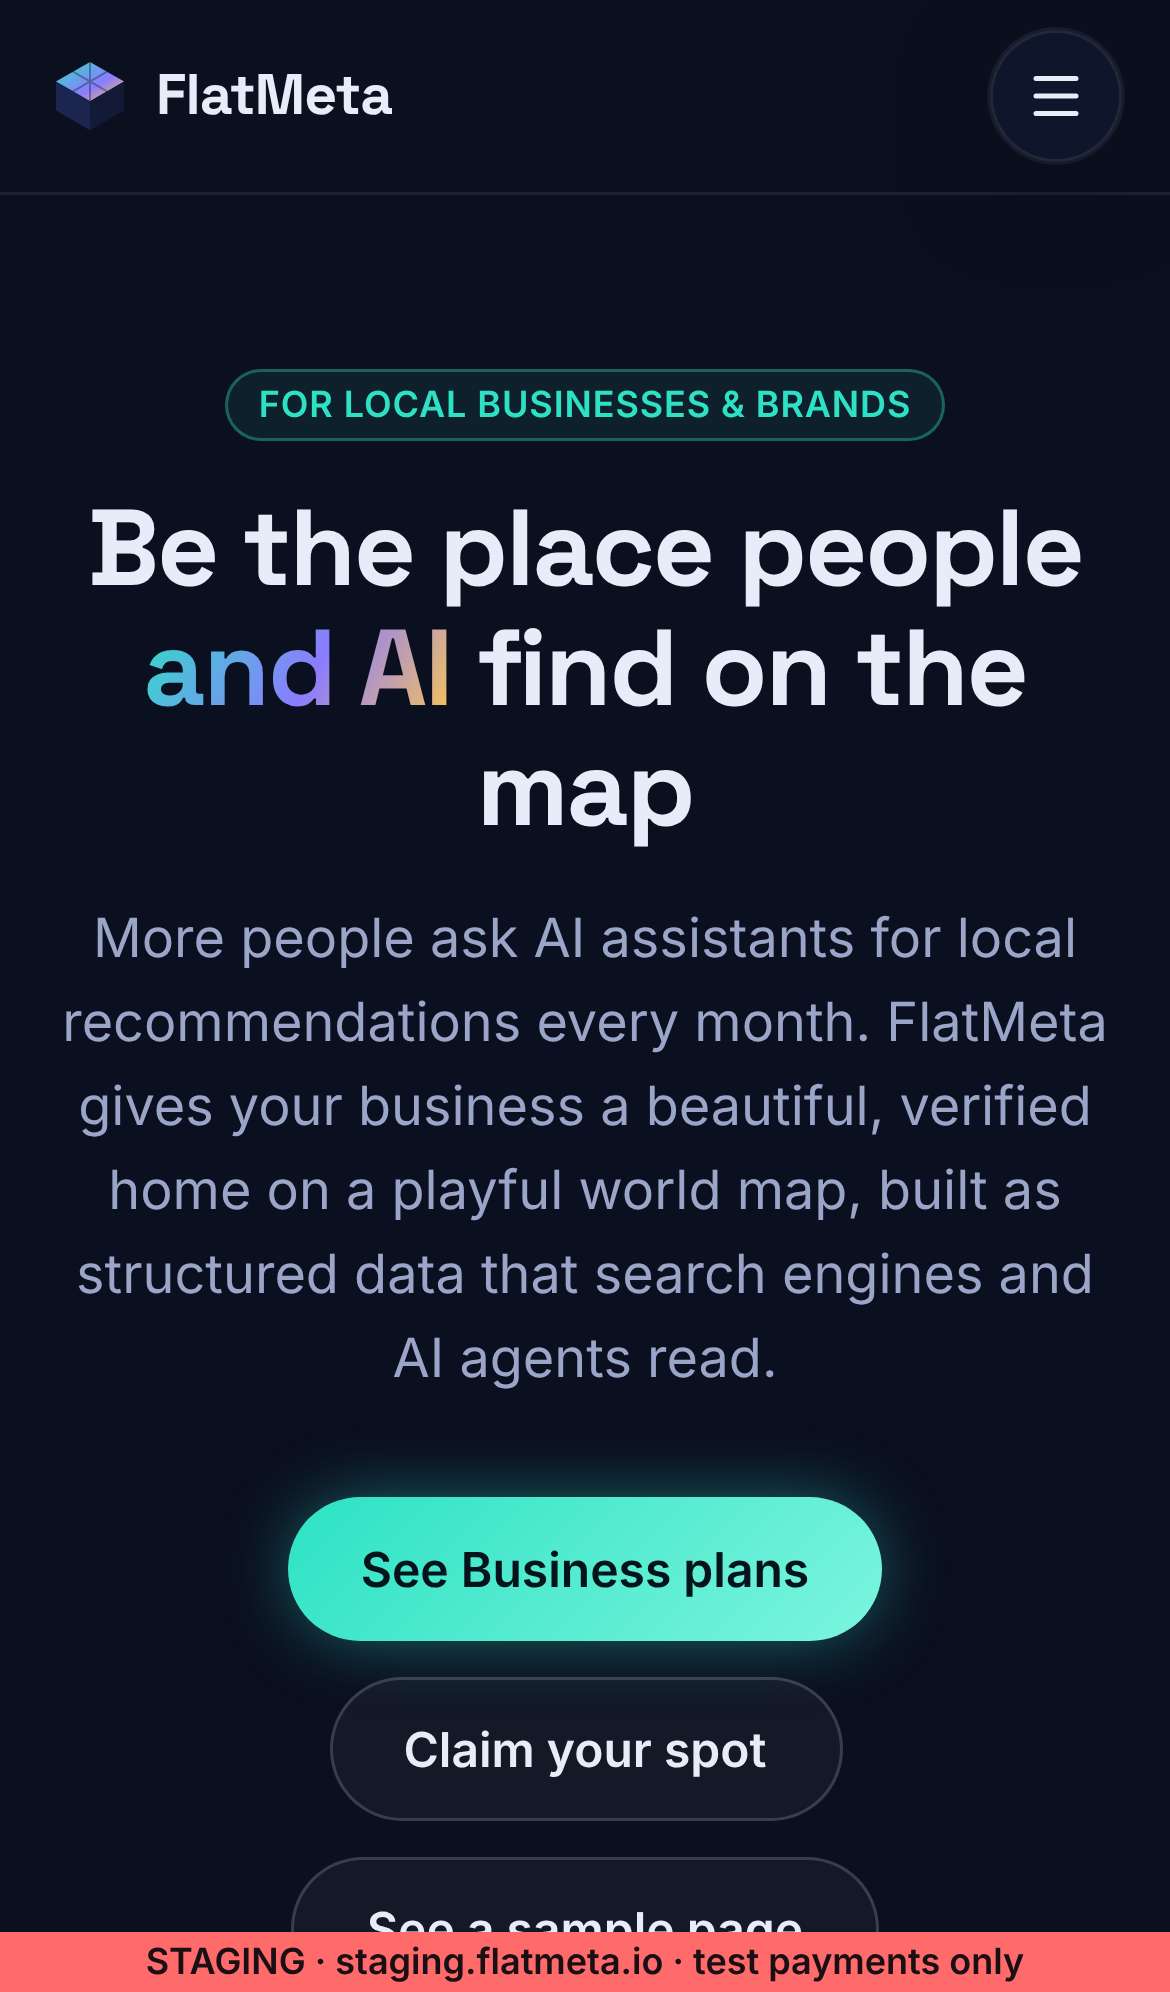 FlatMeta
FOR LOCAL BUSINESSES & BRANDS
Be the place people
and AI find on the
map
More people ask AI assistants for local
recommendations every month. FlatMeta
gives your business a beautiful, verified
home on a playful world map, built as
structured data that search engines and
AI agents read.
See Business plans
Claim your spot
See a sample page
STAGING · staging.flatmeta.io · test payments only